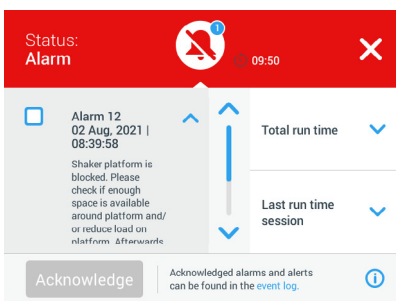 Status:
Alarm
1
09:50
Alarm 12
02 Aug, 2021 |
08:39:58
Shaker platform is
blocked. Please
check if enough
space is available
around platform and/
or reduce load on
platform. Afterwards
Total run time
Last run time
session
Acknowledge
Acknowledged alarms and alerts
can be found in the event log.